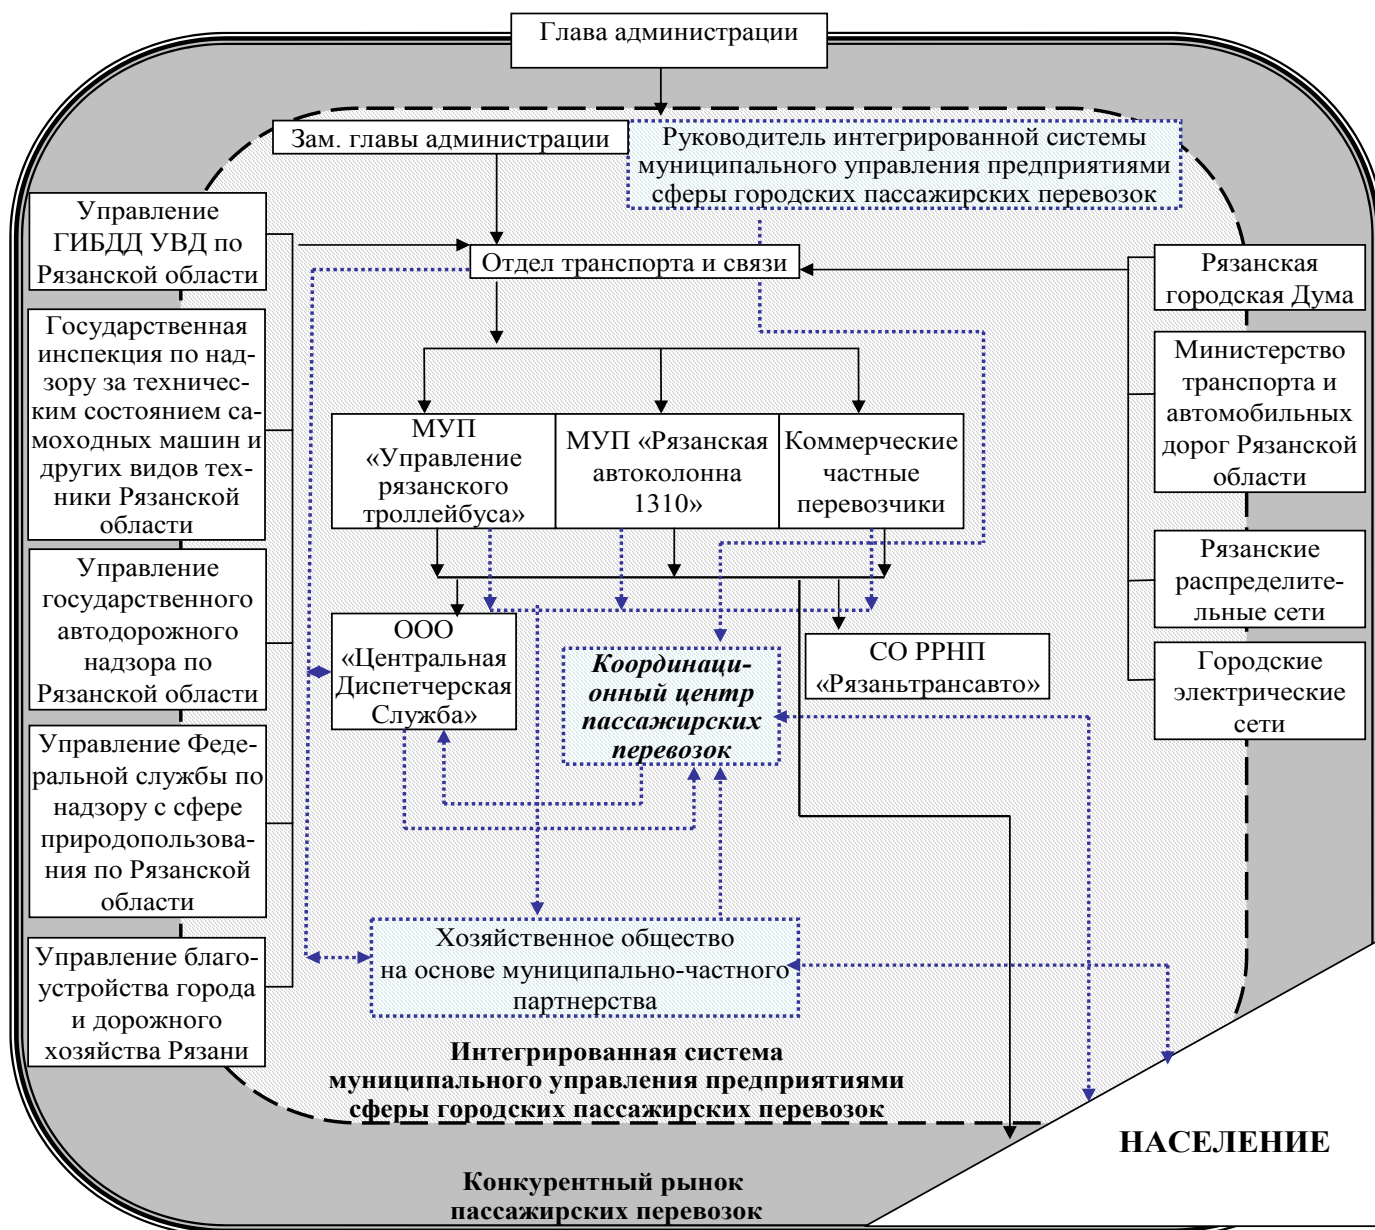 Глава администрации
Зам. главы администрации
Руководитель интегрированной системы
муниципального управления предприятиями
сферы городских пассажирских перевозок
Управление
ГИБДД УВД по
Рязанской области
Отдел транспорта и связи
Рязанская
городская Дума
Государственная
инспекция по над-
зору за техничес-
ким состоянием са-
моходных машин и
других видов тех-
ники Рязанской
области
Министерство
транспорта и
автомобильных
дорог Рязанской
области
МУП
«Управление
рязанского
троллейбуса»
МУП «Рязанская
автоколонна
1310»
Коммерческие
частные
перевозчики
Управление
государственного
автодорожного
надзора по
Рязанской области
Рязанские
распределите-
льные сети
ООО
«Центральная
Диспетчерская
Служба»
Координаци-
онный центр
пассажирских
перевозок
СО РРНП
«Рязаньтрансавто»
Городские
электрические
сети
Управление Феде-
ральной службы по
надзору с сфере
природопользова-
ния по Рязанской
области
Хозяйственное общество
на основе муниципально-частного
партнерства
Управление благо-
устройства города
и дорожного
хозяйства Рязани
Интегрированная система
муниципального управления предприятиями
сферы городских пассажирских перевозок
НАСЕЛЕНИЕ
Конкурентный рынок
пассажирских перевозок